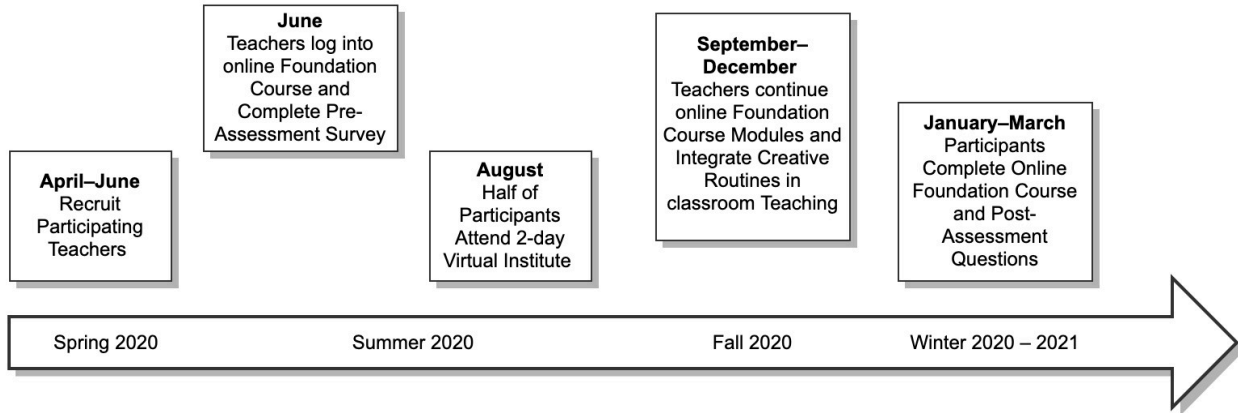 April–June
Recruit
Participating
Teachers
June
Teachers log into
online Foundation
Course and
Complete Pre-
Assessment Survey
August
Half of
Participants
Attend 2-day
Virtual Institute
September–
December
Teachers continue
online Foundation
Course Modules and
Integrate Creative
Routines in
classroom Teaching
January–March
Participants
Complete Online
Foundation Course
and Post-
Assessment
Questions
Spring 2020
Summer 2020
Fall 2020
Winter 2020 – 2021